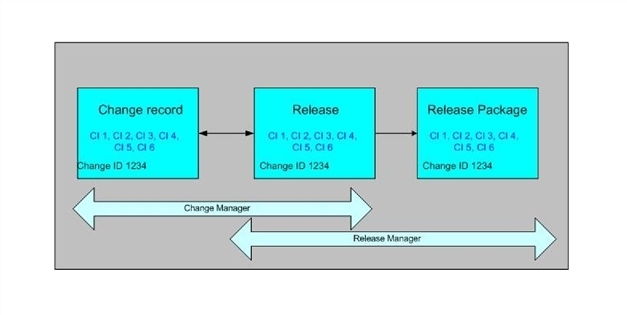 Change record
CI 1, CI 2, CI 3, CI 4,
CI 5, CI 6
Change ID 1234
Release
CI 1, CI 2, CI 3, CI 4,
CI 5, CI 6
Change ID 1234
Release Package
CI 1, CI 2, CI 3, CI 4,
CI 5, CI 6
Change ID 1234
Change Manager
Release Manager